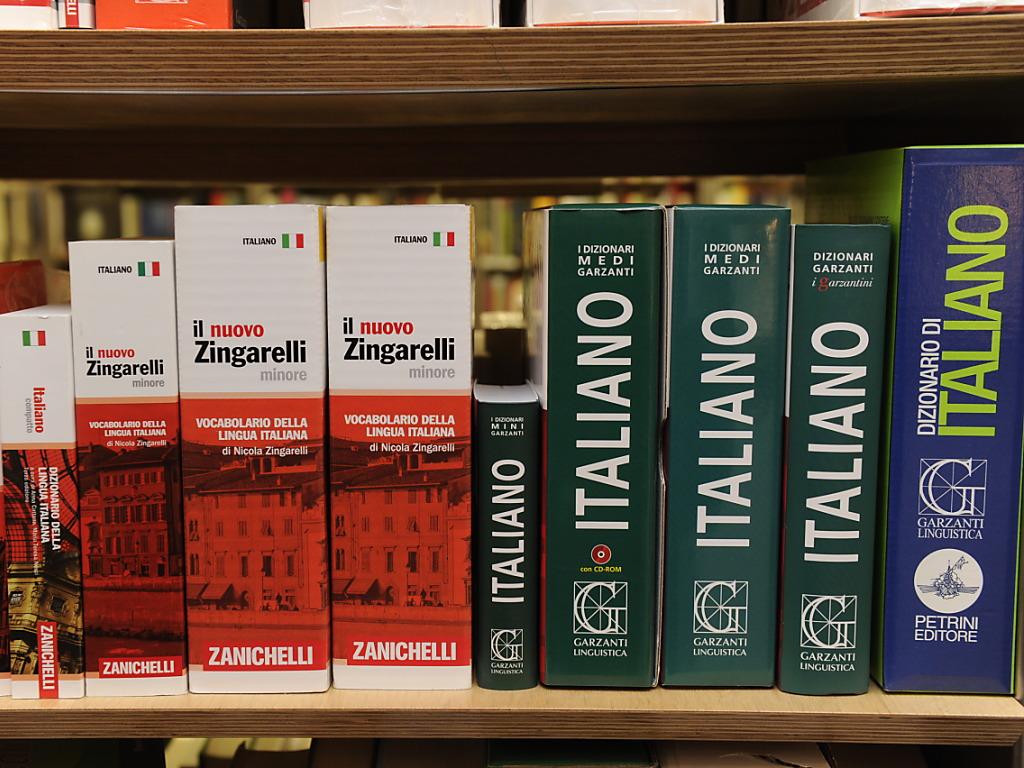 Italiano
compatto
DIZIONARIO DELLA
LINGUA ITALIANA
ZANICHELLI
ITALIANO
il nuovo
Zingarelli
minore
VOCABOLARIO DELLA
LINGUA ITALIANA
di Nicola Zingarelli
ZANICHELLI
ITALIANO
il nuovo
Zingarelli
minore
VOCABOLARIO DELLA
LINGUA ITALIANA
di Nicola Zingarelli
ZANICHELLI
ITALIANO
il nuovo
Zingarelli
minore
VOCABOLARIO DELLA
LINGUA ITALIANA
di Nicola Zingarelli
ZANICHELLI
I DIZIONARI
MINI
GARZANTI
ITALIANO
GARZANTI
LINGUISTICA
I DIZIONARI
MEDI
GARZANTI
ITALIANO
con CD-ROM
G
GARZANTI
LINGUISTICA
I DIZIONARI
MEDI
GARZANTI
ITALIANO
G
GARZANTI
LINGUISTICA
DIZIONARI
GARZANTI
i garzantini
ITALIANO
G
GARZANTI
LINGUISTICA
DIZIONARIO DI
ITALIANO
G
GARZANTI
LINGUISTICA
PETRINI
EDITORE